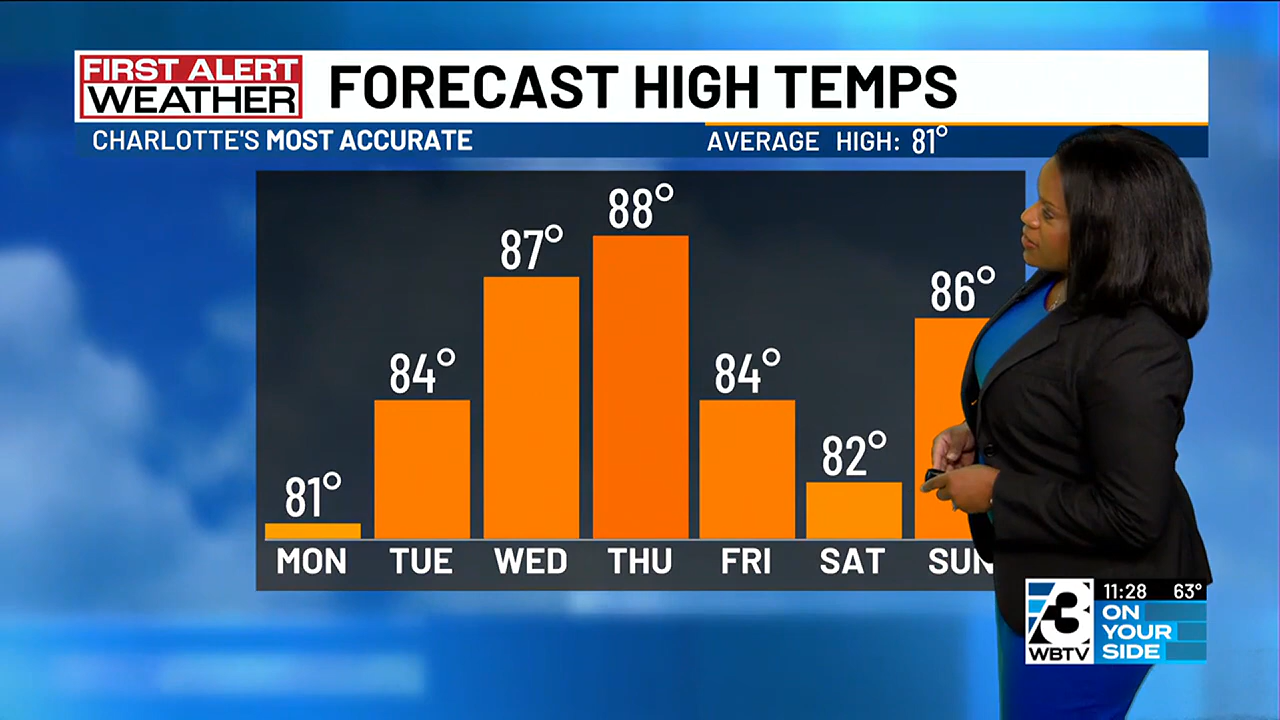 FIRST ALERT
WEATHER
FORECAST HIGH TEMPS
CHARLOTTE'S MOST ACCURATE
AVERAGE HIGH: 81°
81°
84°
87°
88°
84°
82°
86°
MON
TUE
WED
THU
FRI
SAT
SUN
3
WBTV
11:28 63°
ON
YOUR
SIDE